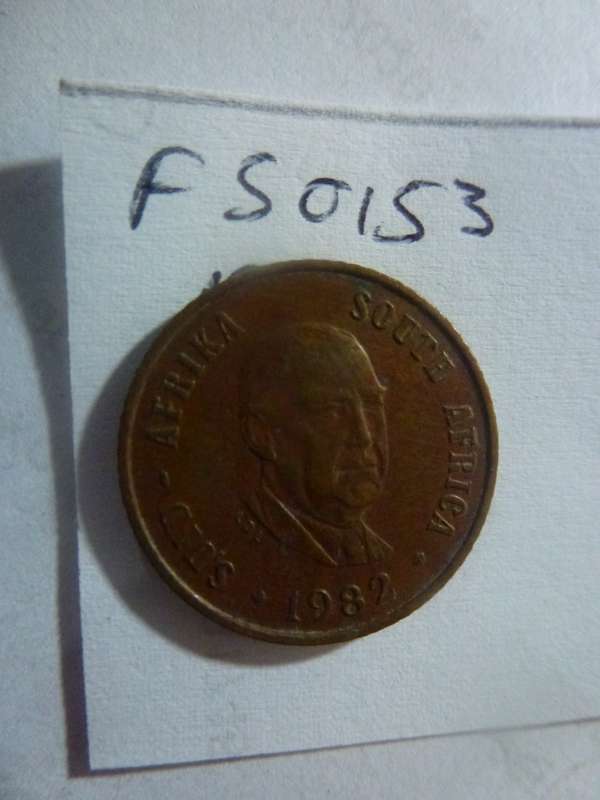 FS0153
SUID - AFRIKA
SOUTH AFRICA
1982